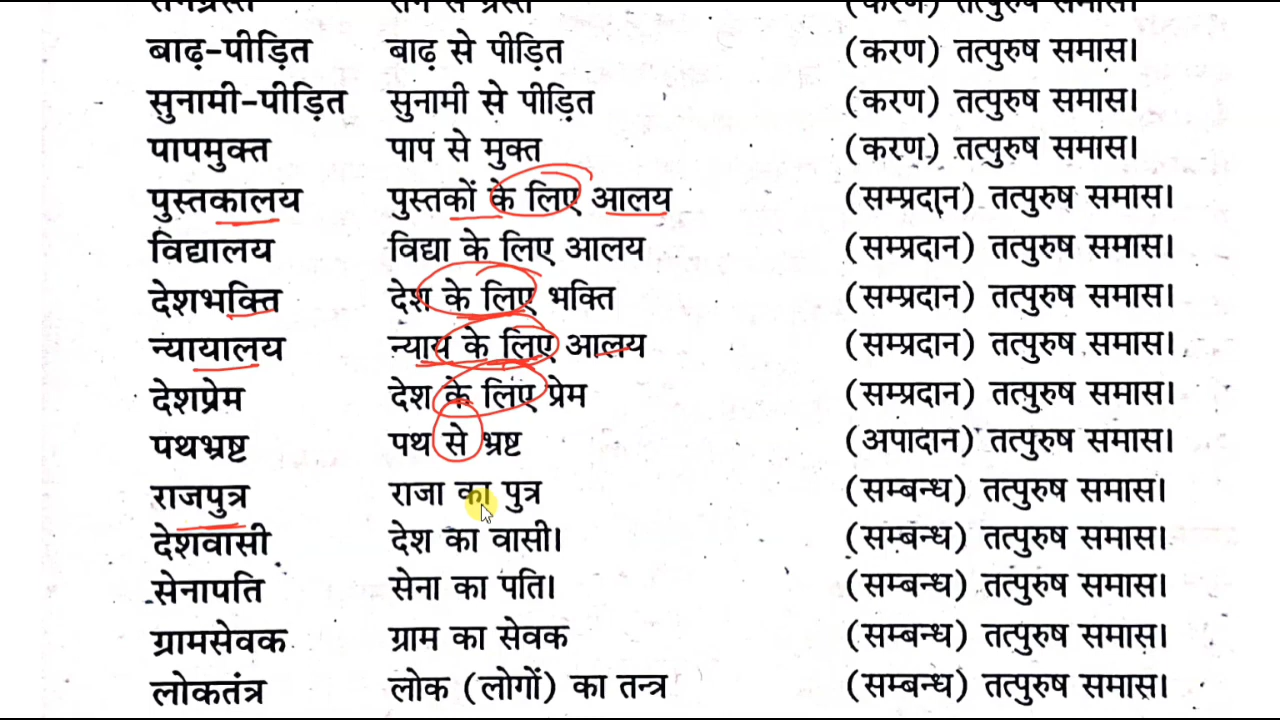 बाढ़-पीड़ित बाढ़ से पीड़ित (करण) तत्पुरुष समास।
सुनामी-पीड़ित सुनामी से पीड़ित (करण) तत्पुरुष समास।
पापमुक्त पाप से मुक्त (करण) तत्पुरुष समास।
पुस्तकालय पुस्तकों के लिए आलय (सम्प्रदान) तत्पुरुष समास।
विद्यालय विद्या के लिए आलय (सम्प्रदान) तत्पुरुष समास।
देशभक्ति देश के लिए भक्ति (सम्प्रदान) तत्पुरुष समास।
न्यायालय न्याय के लिए आलय (सम्प्रदान) तत्पुरुष समास।
देशप्रेम देश के लिए प्रेम (सम्प्रदान) तत्पुरुष समास।
पथभ्रष्ट पथ से भ्रष्ट (अपादान) तत्पुरुष समास।
राजपुत्र राजा का पुत्र (सम्बन्ध) तत्पुरुष समास।
देशवासी देश का वासी। (सम्बन्ध) तत्पुरुष समास।
सेनापति सेना का पति। (सम्बन्ध) तत्पुरुष समास।
ग्रामसेवक ग्राम का सेवक (सम्बन्ध) तत्पुरुष समास।
लोकतंत्र लोक (लोगों) का तन्त्र (सम्बन्ध) तत्पुरुष समास।